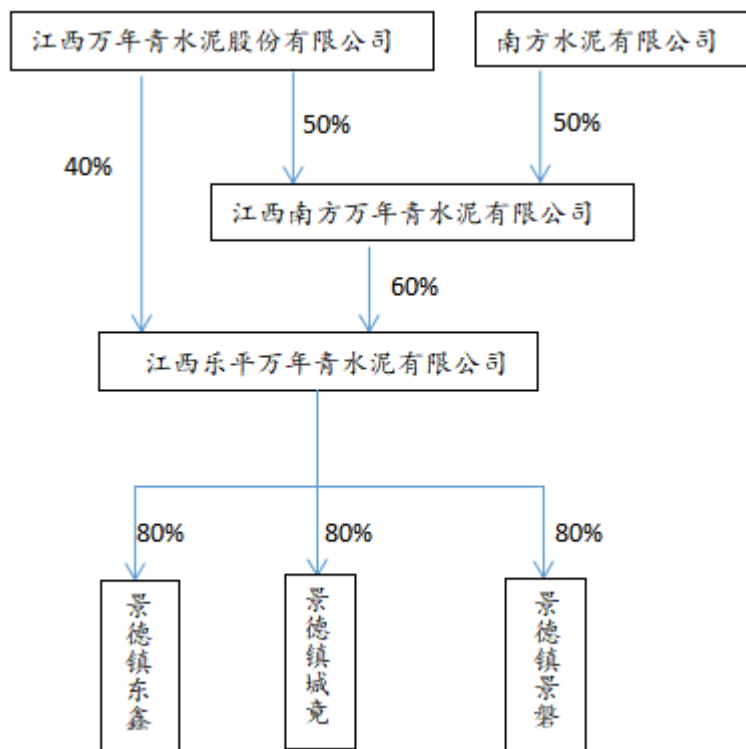 江西万年青水泥股份有限公司
南方水泥有限公司
50%
50%
40%
江西南方万年青水泥有限公司
60%
江西乐平万年青水泥有限公司
80%
80%
80%
景德镇东鑫
景德镇城竟
景德镇景磐